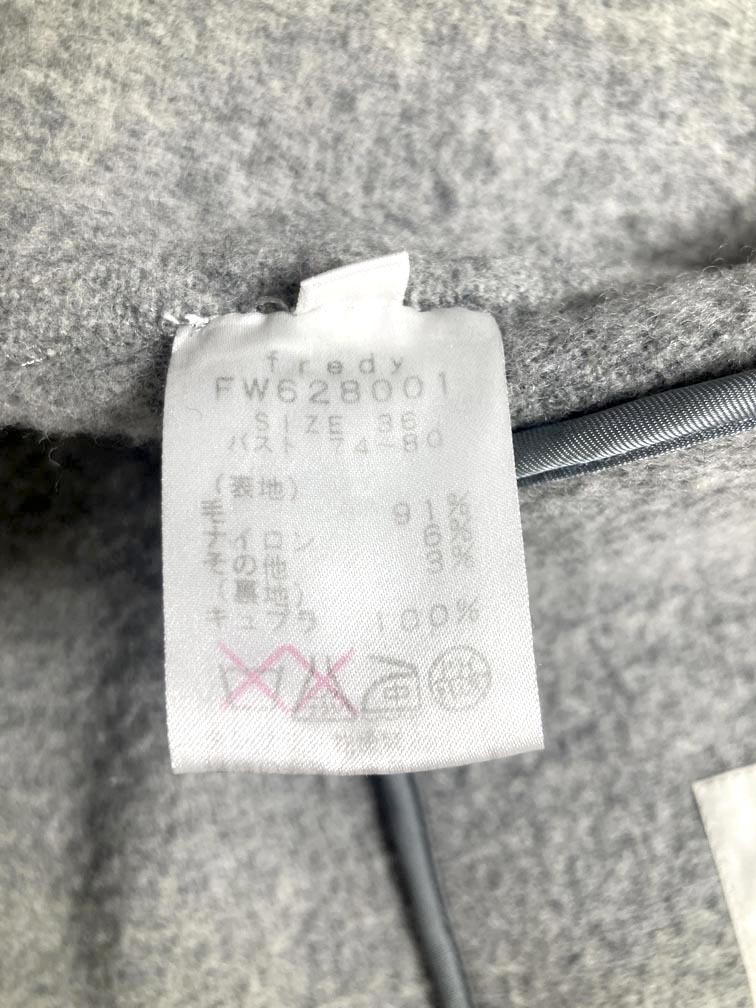 fredy
FW628001
SIZE 36
バスト 74-80
(表地)
毛 91%
ナイロン 6%
その他 3%
(裏地)
キュプラ 100%